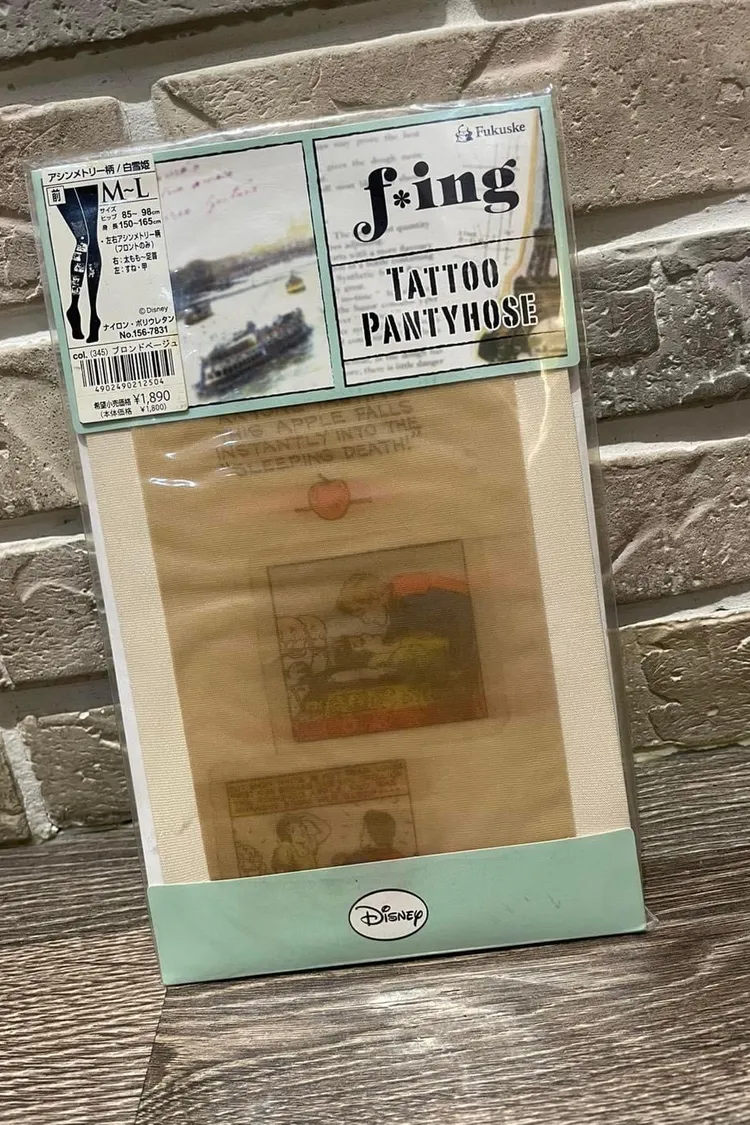 アシンメトリー柄 / 白雪姫
前
M~L
サイズ
ヒップ 85~ 98cm
身 長 150~165cm
・左右アシンメトリー柄
(フロントのみ)
右:太もも~足首
左:すね・甲
©Disney
ナイロン・ポリウレタン
No.156-7831
col. (345) ブロンドベージュ
4902490212504
希望小売価格 ¥1,890
(本体価格 ¥1,800)
Fukuske
f*ing
TATTOO
PANTYHOSE
THIS APPLE FALLS
INSTANTLY INTO THE
"SLEEPING DEATH!"
Disney